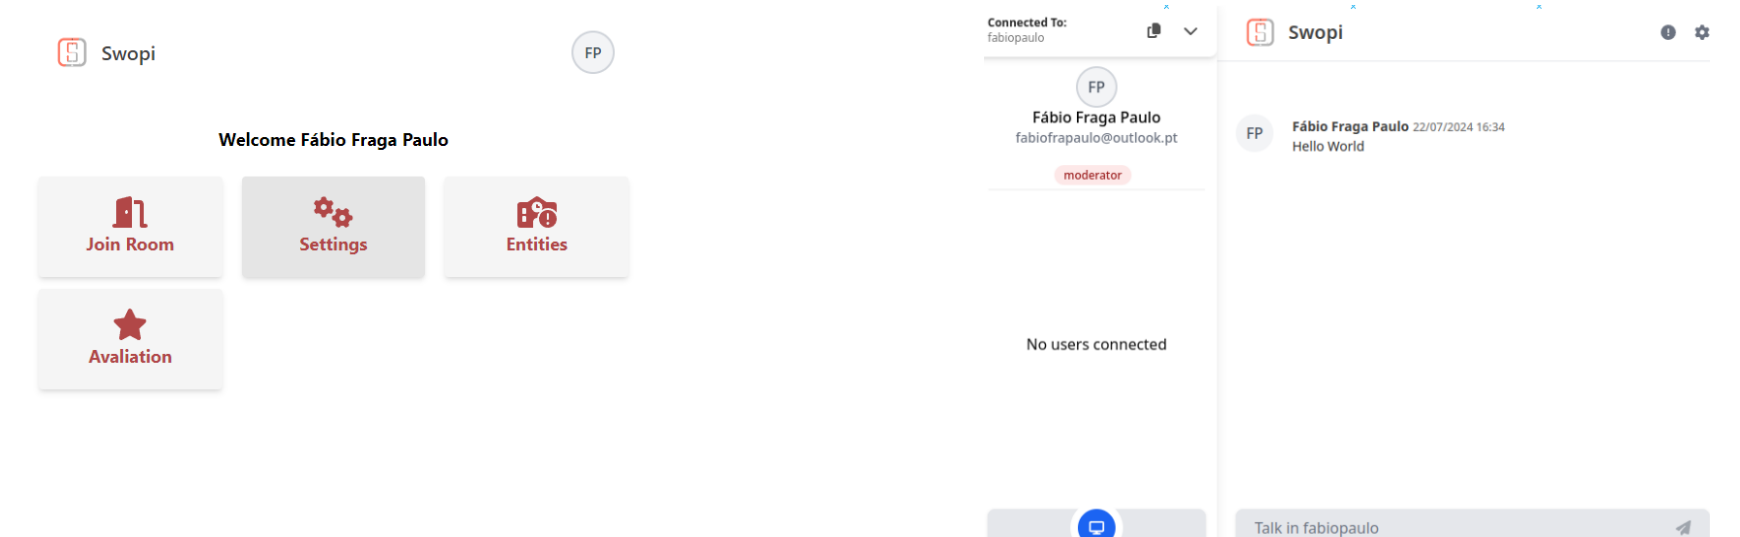 Swopi
FP
Welcome Fábio Fraga Paulo
Join Room
Settings
Entities
Avaliation
Connected To:
fabiopaulo
FP
Fábio Fraga Paulo
fabiofrapaulo@outlook.pt
moderator
No users connected
Swopi
FP
Fábio Fraga Paulo 22/07/2024 16:34
Hello World
Talk in fabiopaulo